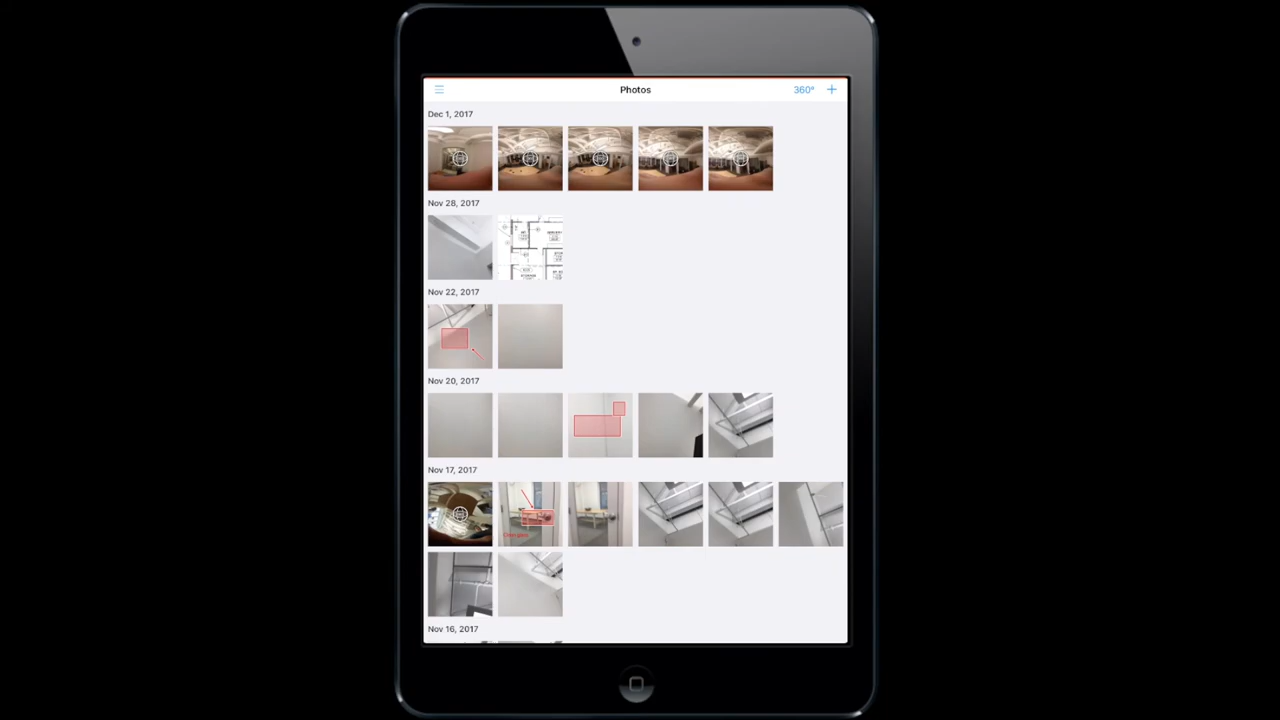 Photos
360°
Dec 1, 2017
Nov 28, 2017
Nov 22, 2017
Nov 20, 2017
Nov 17, 2017
Nov 16, 2017